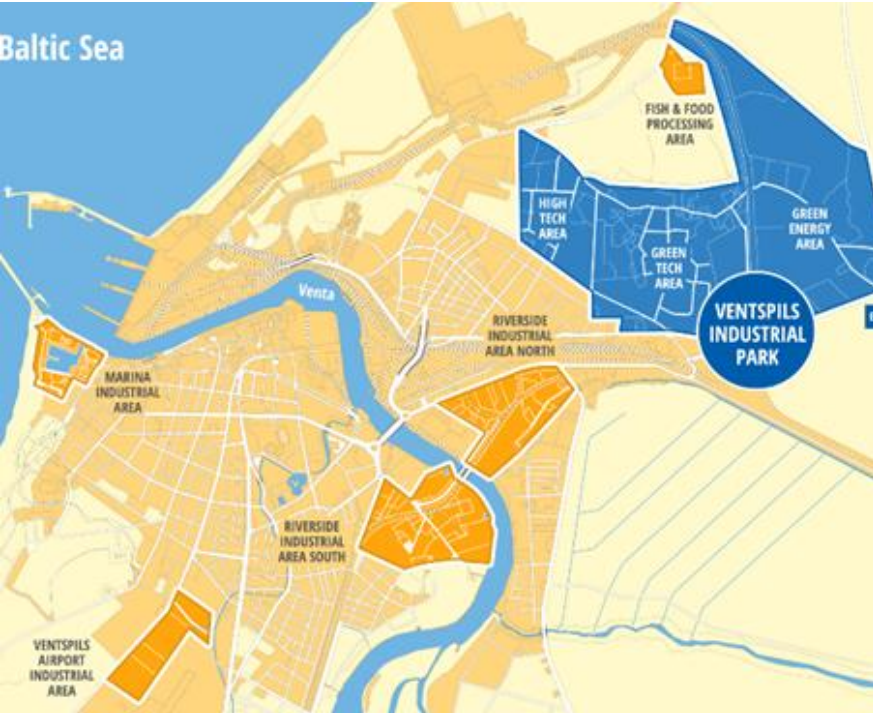 Baltic Sea
FISH & FOOD
PROCESSING
AREA
HIGH
TECH
AREA
GREEN
ENERGY
AREA
GREEN
TECH
AREA
Venta
VENTSPILS
INDUSTRIAL
PARK
RIVERSIDE
INDUSTRIAL
AREA NORTH
MARINA
INDUSTRIAL
AREA
RIVERSIDE
INDUSTRIAL
AREA SOUTH
VENTSPILS
AIRPORT
INDUSTRIAL
AREA